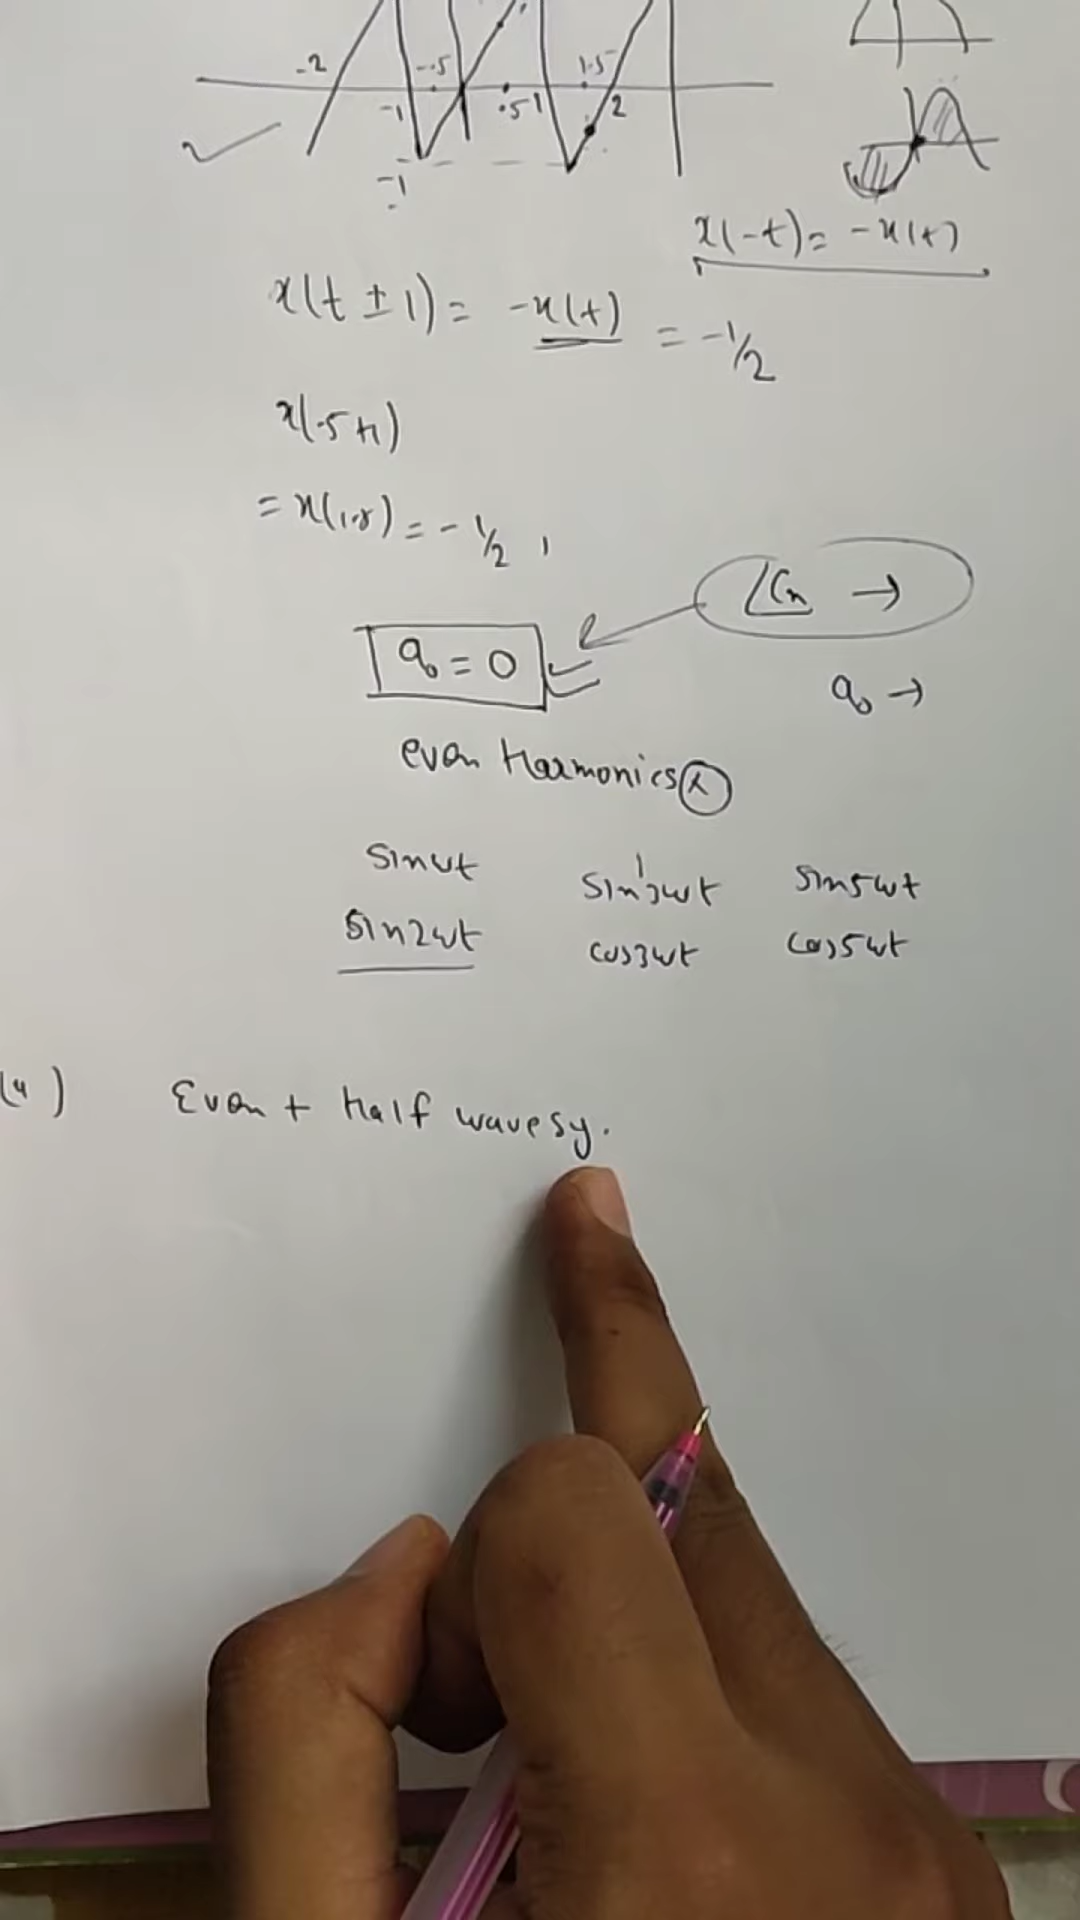 -2 -.5 1.5
-1 .5 1 2
-1
x(-t) = -x(t)
x(t ± 1) = -x(t) = -1/2
x(.5+1)
= x(1.5) = -1/2 ,
∠Cn →
a0 = 0
a0 →
even Harmonics x
sinωt sin3ωt sin5ωt
sin2ωt cos3ωt cos5ωt
(4) Even + Half wave sy.